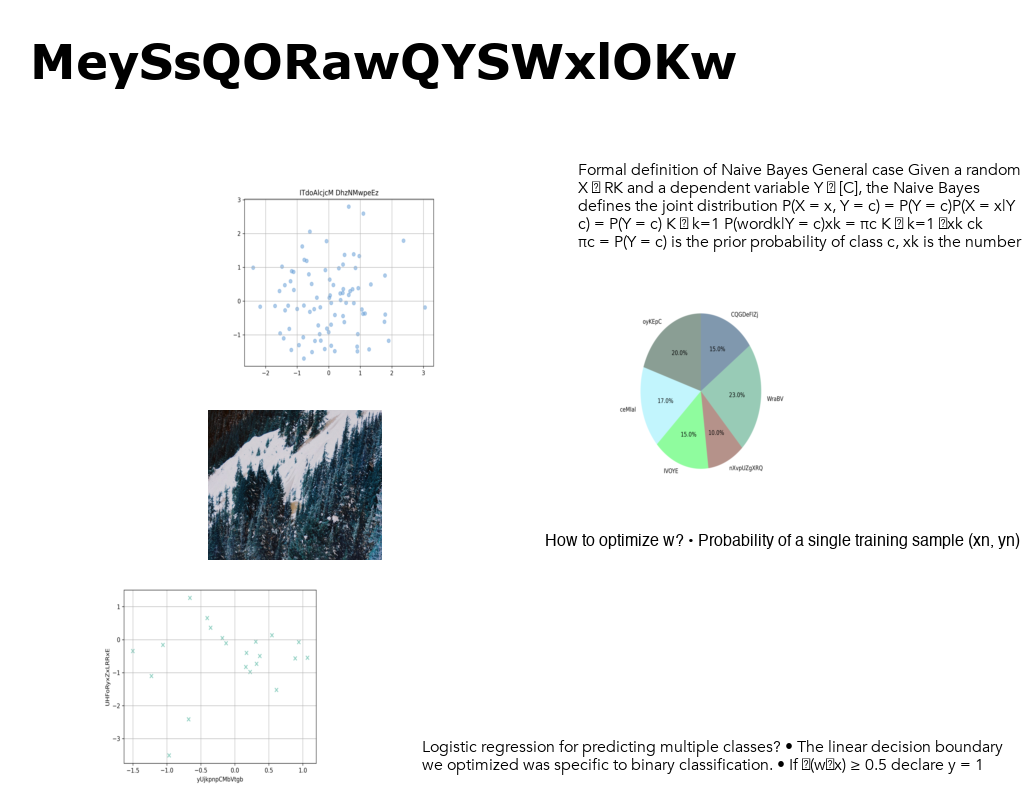 MeySsQORawQYSWxlOKw
Formal definition of Naive Bayes General case Given a random
X � RK and a dependent variable Y � [C], the Naive Bayes
defines the joint distribution P(X = x, Y = c) = P(Y = c)P(X = x|Y
c) = P(Y = c) K � k=1 P(wordk|Y = c)xk = πc K � k=1 �xk ck
πc = P(Y = c) is the prior probability of class c, xk is the number
3
2
1
0
−1
−2
−1
0
1
2
3
CQGDeFIZJ
oyKEpC
15.0%
20.0%
23.0%
WraBV
17.0%
ceMlaI
15.0%
10.0%
nXvpUZgXRQ
IVOYE
How to optimize w? • Probability of a single training sample (xn, yn)
1
0
−1
−2
−3
−1.5
−1.0
−0.5
0.0
0.5
1.0
yUjkpnpCMbVtgb
Logistic regression for predicting multiple classes? • The linear decision boundary
we optimized was specific to binary classification. • If �(w�x) ≥ 0.5 declare y = 1